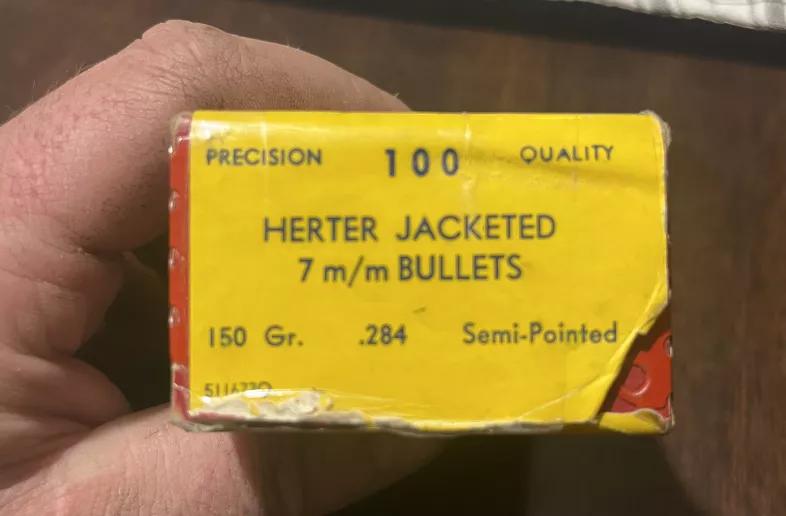 PRECISION 100 QUALITY
HERTER JACKETED
7 m/m BULLETS
150 Gr. .284 Semi-Pointed